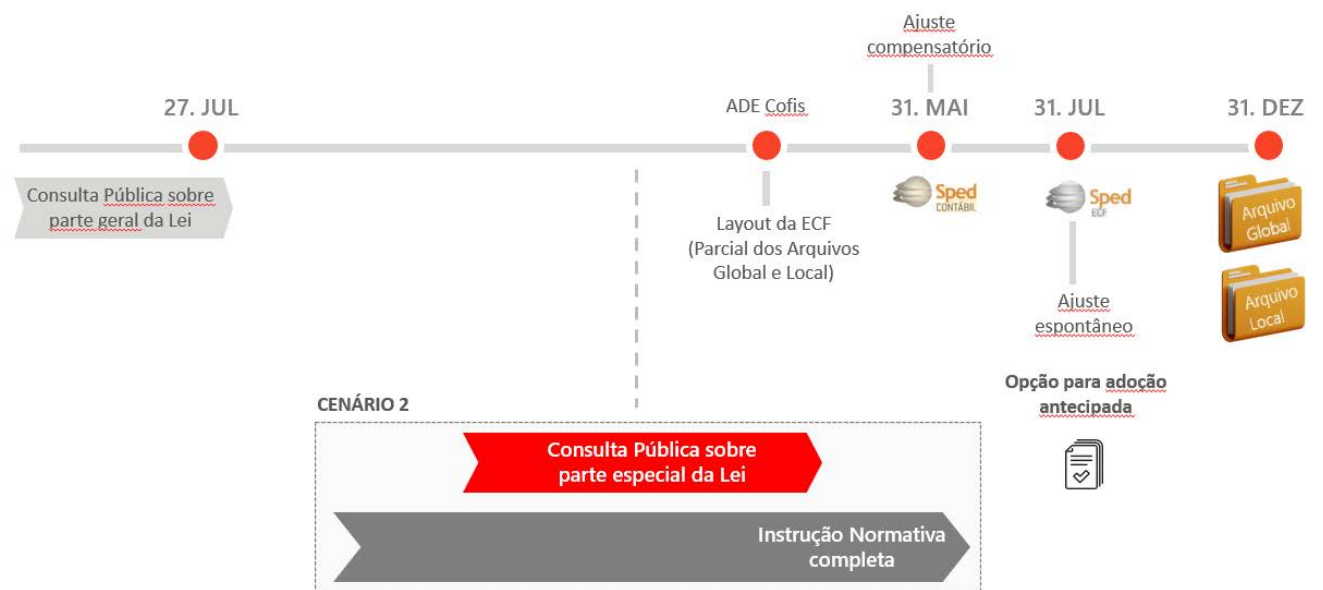 Ajuste
compensatório
27. JUL
ADE Cofis
31. MAI
31. JUL
31. DEZ
Consulta Pública sobre
parte geral da Lei
Sped
CONTÁBIL
Sped
ECF
Arquivo
Global
Layout da ECF
(Parcial dos Arquivos
Global e Local)
Arquivo
Local
Ajuste
espontâneo
Opção para adoção
antecipada
CENÁRIO 2
Consulta Pública sobre
parte especial da Lei
Instrução Normativa
completa